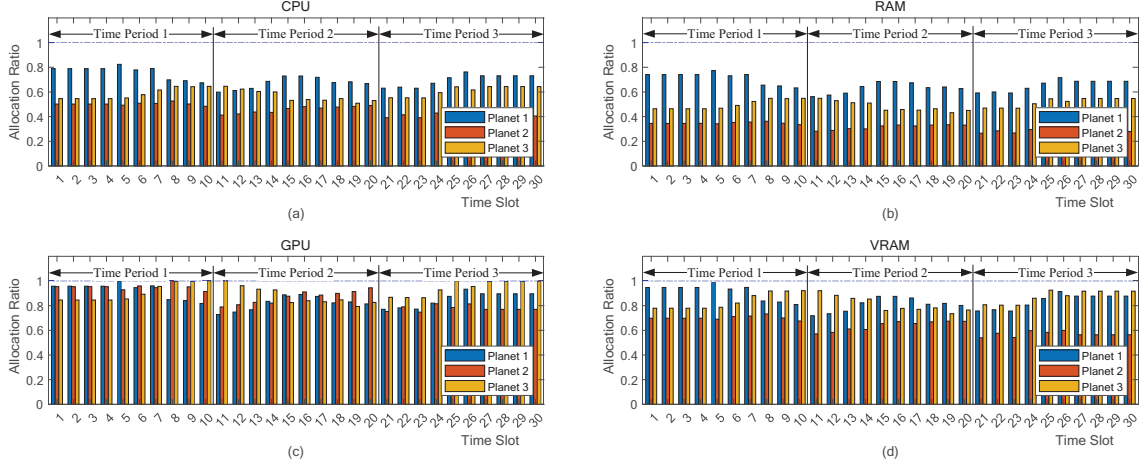 CPU
Allocation Ratio
1
0.8
0.6
0.4
0.2
0
Time Period 1
Time Period 2
Time Period 3
Planet 1
Planet 2
Planet 3
1 2 3 4 5 6 7 8 9 10 11 12 13 14 15 16 17 18 19 20 21 22 23 24 25 26 27 28 29 30
Time Slot
(a)
RAM
Allocation Ratio
1
0.8
0.6
0.4
0.2
0
Time Period 1
Time Period 2
Time Period 3
Planet 1
Planet 2
Planet 3
1 2 3 4 5 6 7 8 9 10 11 12 13 14 15 16 17 18 19 20 21 22 23 24 25 26 27 28 29 30
Time Slot
(b)
GPU
Allocation Ratio
1
0.8
0.6
0.4
0.2
0
Time Period 1
Time Period 2
Time Period 3
Planet 1
Planet 2
Planet 3
1 2 3 4 5 6 7 8 9 10 11 12 13 14 15 16 17 18 19 20 21 22 23 24 25 26 27 28 29 30
Time Slot
(c)
VRAM
Allocation Ratio
1
0.8
0.6
0.4
0.2
0
Time Period 1
Time Period 2
Time Period 3
Planet 1
Planet 2
Planet 3
1 2 3 4 5 6 7 8 9 10 11 12 13 14 15 16 17 18 19 20 21 22 23 24 25 26 27 28 29 30
Time Slot
(d)